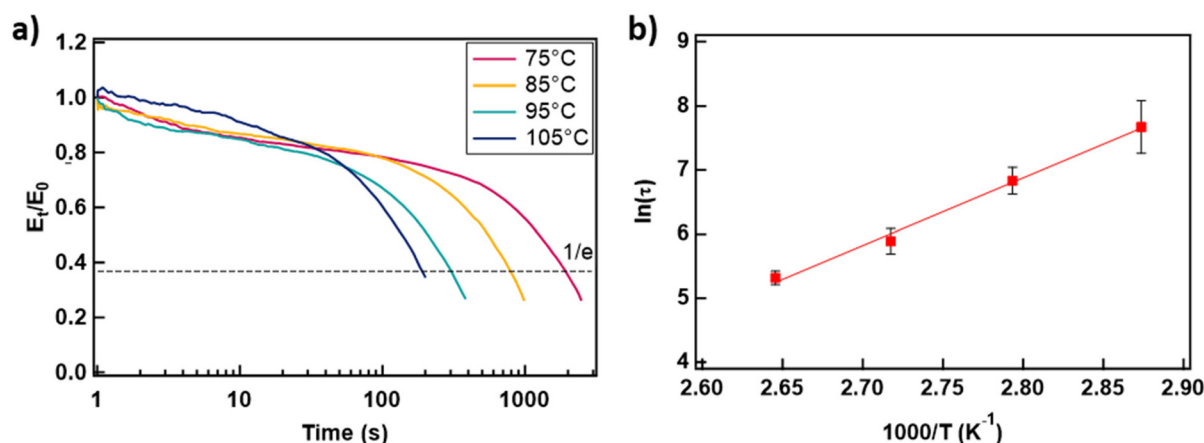 a)
1.2
1.0
0.8
0.6
0.4
0.2
0.0
E_t/E_0
75°C
85°C
95°C
105°C
1/e
1
10
100
1000
Time (s)
b)
9
8
7
6
5
4
ln(τ)
2.60
2.65
2.70
2.75
2.80
2.85
2.90
1000/T (K⁻¹)